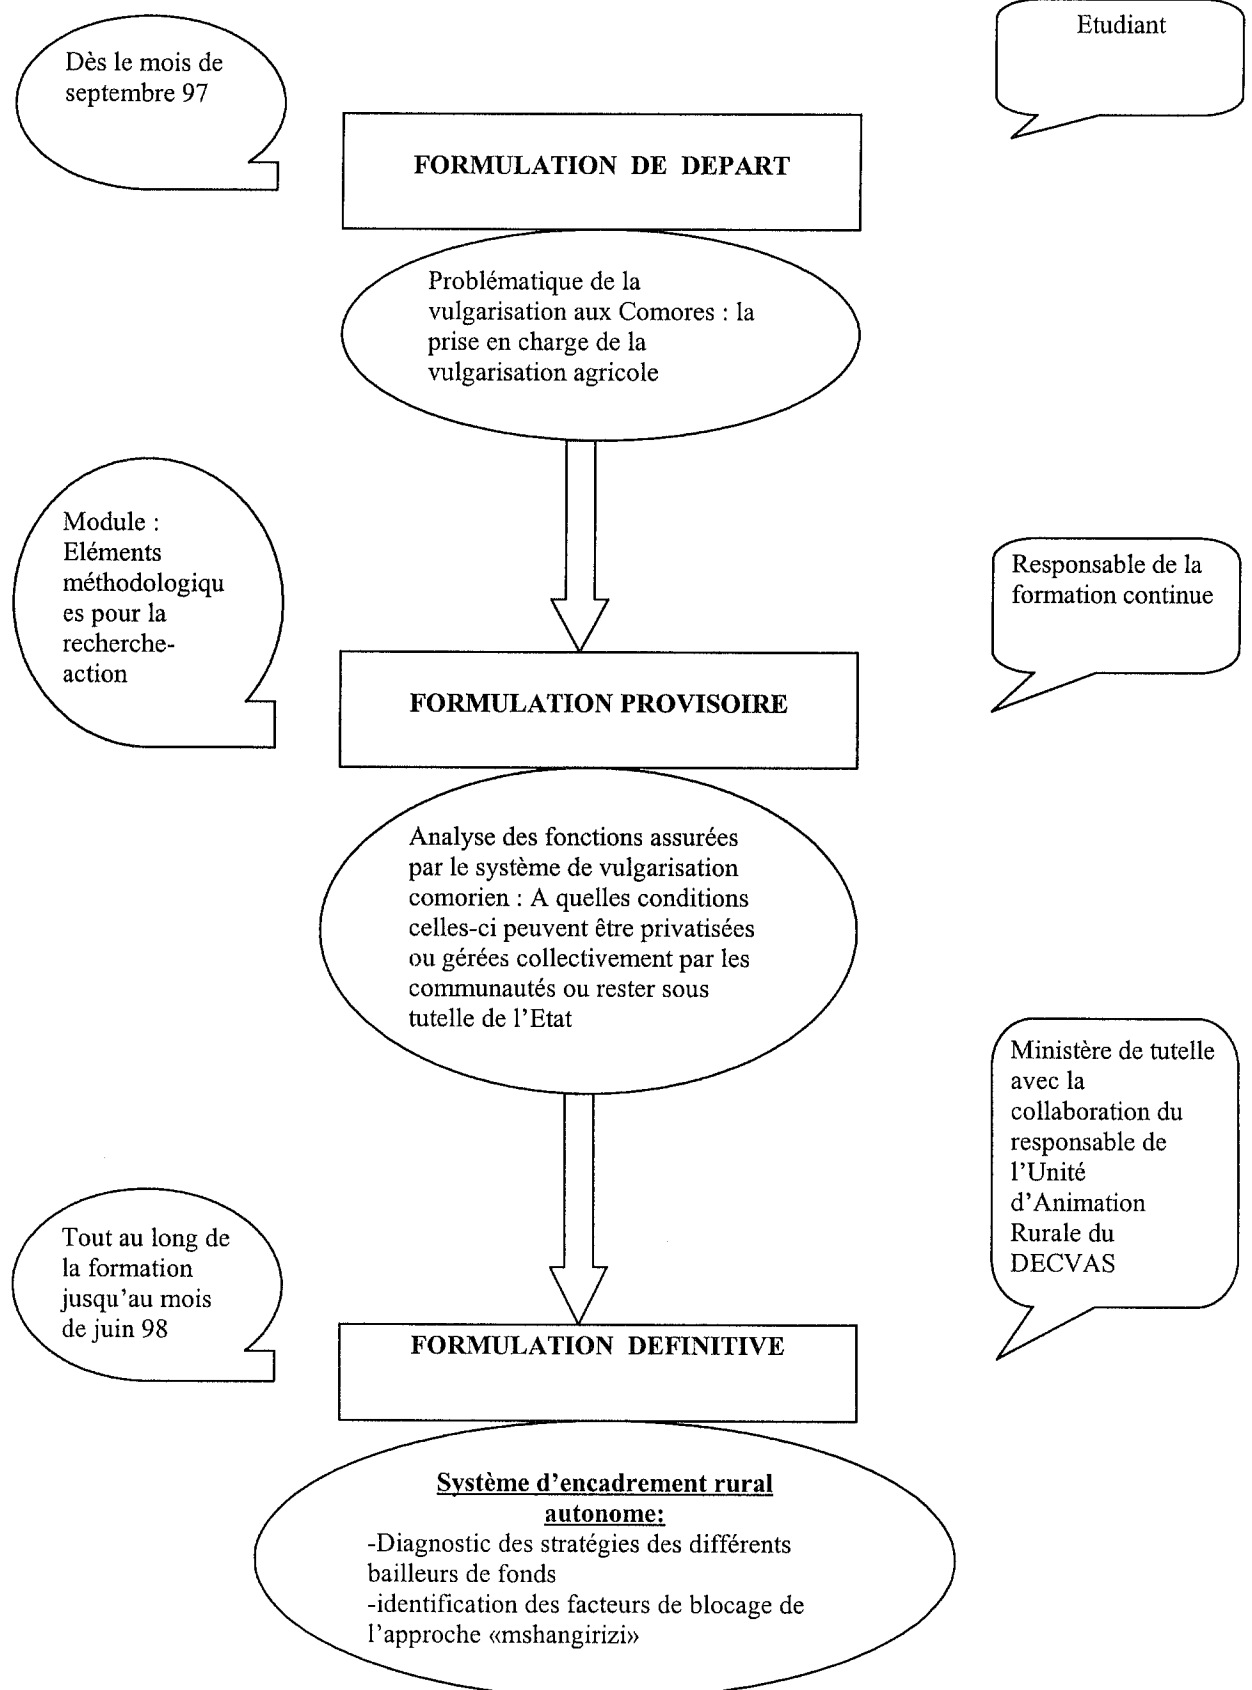 Dès le mois de
septembre 97
Etudiant
FORMULATION DE DEPART
Problématique de la
vulgarisation aux Comores : la
prise en charge de la
vulgarisation agricole
Module :
Eléments
méthodologiqu
es pour la
recherche-
action
Responsable de la
formation continue
FORMULATION PROVISOIRE
Analyse des fonctions assurées
par le système de vulgarisation
comorien : A quelles conditions
celles-ci peuvent être privatisées
ou gérées collectivement par les
communautés ou rester sous
tutelle de l'Etat
Ministère de tutelle
avec la
collaboration du
responsable de
l'Unité
d'Animation
Rurale du
DECVAS
Tout au long de
la formation
jusqu'au mois
de juin 98
FORMULATION DEFINITIVE
Système d'encadrement rural
autonome:
-Diagnostic des stratégies des différents
bailleurs de fonds
-identification des facteurs de blocage de
l'approche «mshangirizi»